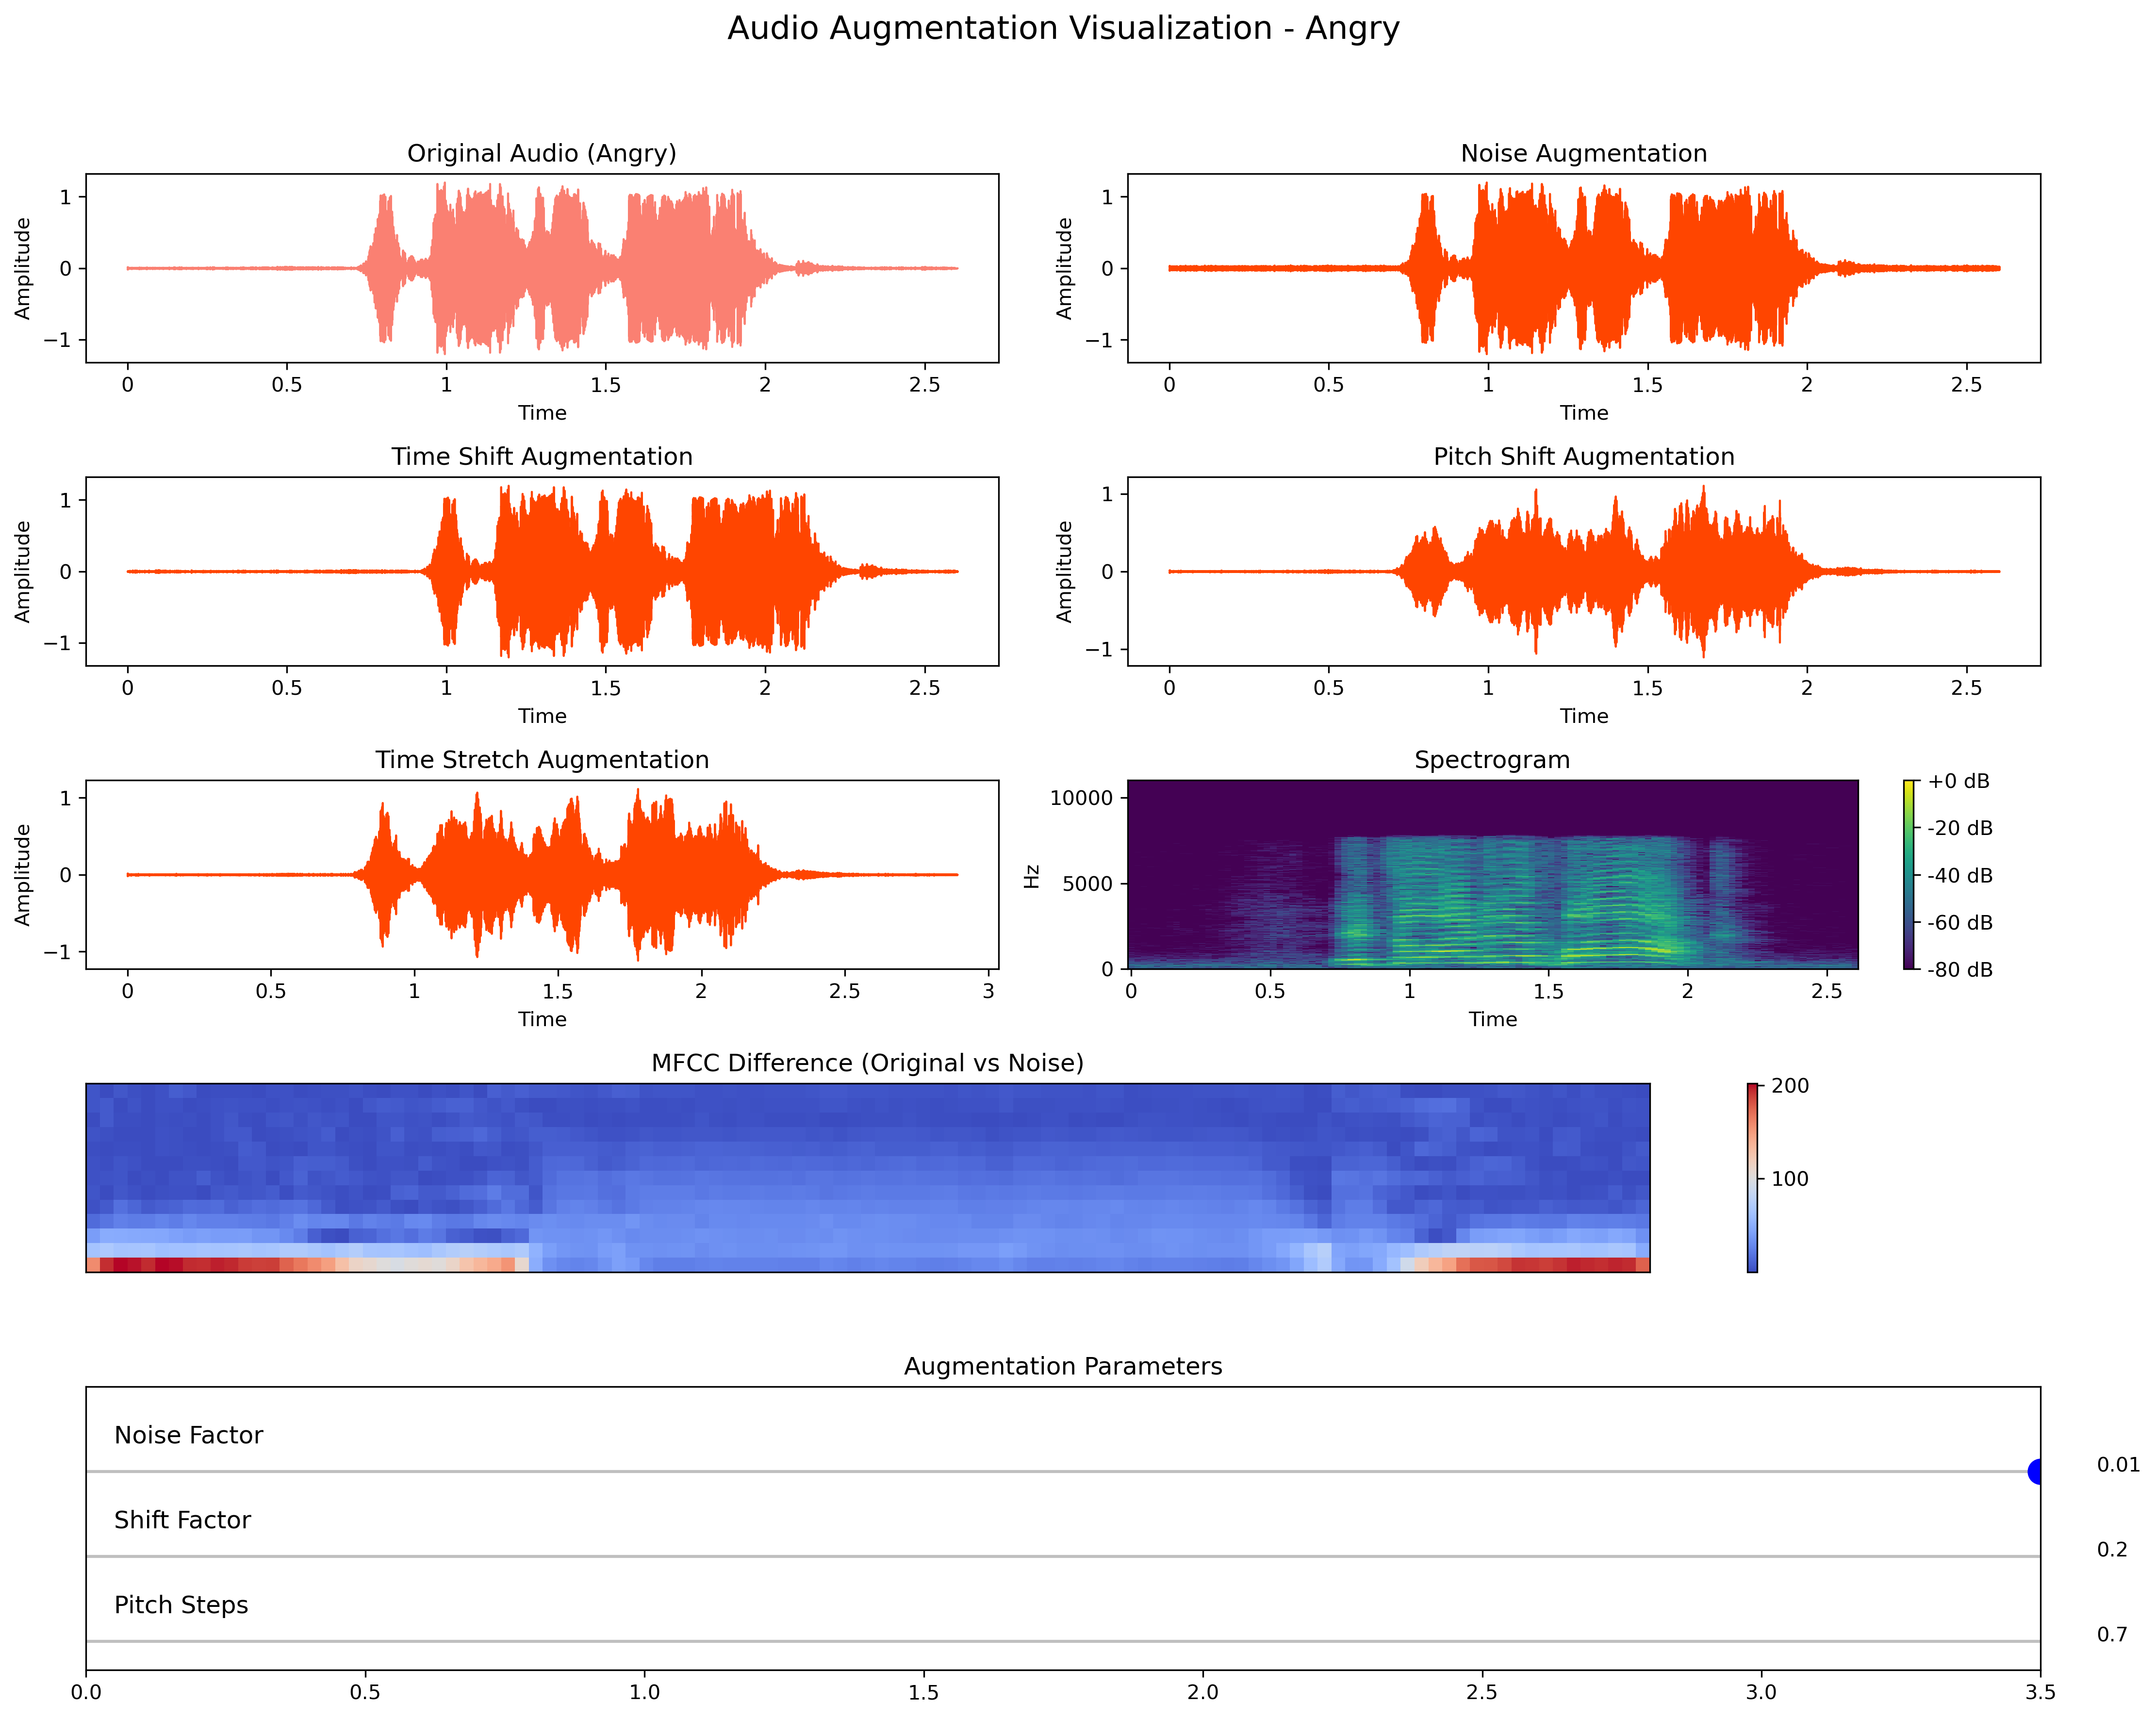 Audio Augmentation Visualization - Angry
Original Audio (Angry)
Amplitude
1
0
−1
0 0.5 1 1.5 2 2.5
Time
Noise Augmentation
Amplitude
1
0
−1
0 0.5 1 1.5 2 2.5
Time
Time Shift Augmentation
Amplitude
1
0
−1
0 0.5 1 1.5 2 2.5
Time
Pitch Shift Augmentation
Amplitude
1
0
−1
0 0.5 1 1.5 2 2.5
Time
Time Stretch Augmentation
Amplitude
1
0
−1
0 0.5 1 1.5 2 2.5 3
Time
Spectrogram
Hz
10000
5000
0
0 0.5 1 1.5 2 2.5
Time
+0 dB
-20 dB
-40 dB
-60 dB
-80 dB
MFCC Difference (Original vs Noise)
200
100
Augmentation Parameters
Noise Factor
0.01
Shift Factor
0.2
Pitch Steps
0.7
0.0 0.5 1.0 1.5 2.0 2.5 3.0 3.5